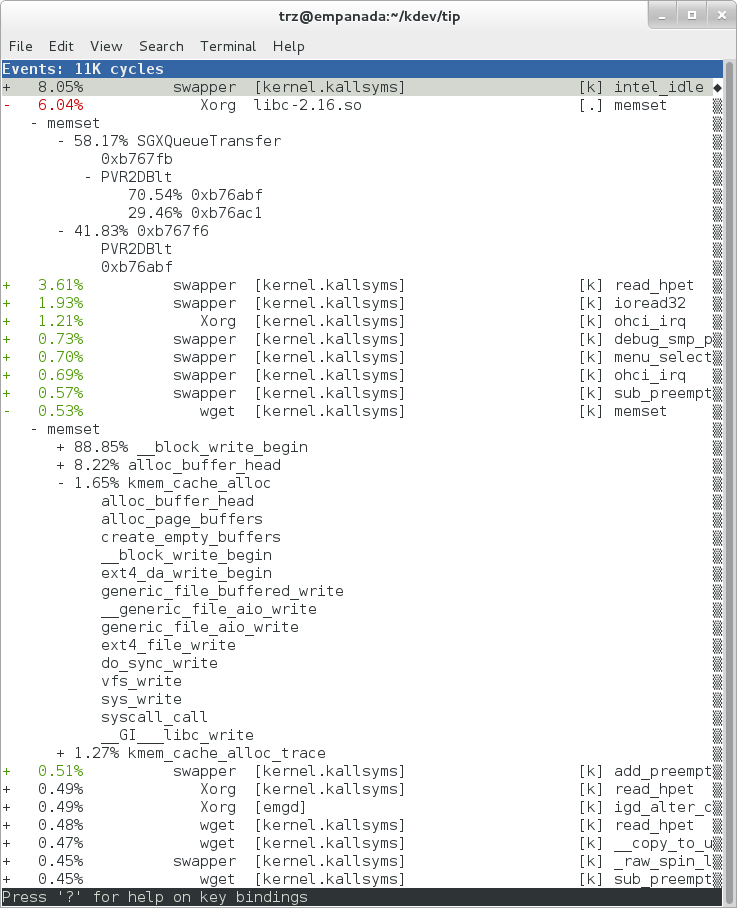 trz@empanada:~/kdev/tip
File Edit View Search Terminal Help
Events: 11K cycles
+ 8.05% swapper [kernel.kallsyms] [k] intel_idle
- 6.04% Xorg libc-2.16.so [.] memset
- memset
- 58.17% SGXQueueTransfer
0xb767fb
- PVR2DBlt
70.54% 0xb76abf
29.46% 0xb76ac1
- 41.83% 0xb767f6
PVR2DBlt
0xb76abf
+ 3.61% swapper [kernel.kallsyms] [k] read_hpet
+ 1.93% swapper [kernel.kallsyms] [k] ioread32
+ 1.21% Xorg [kernel.kallsyms] [k] ohci_irq
+ 0.73% swapper [kernel.kallsyms] [k] debug_smp_p
+ 0.70% swapper [kernel.kallsyms] [k] menu_select
+ 0.69% swapper [kernel.kallsyms] [k] ohci_irq
+ 0.57% swapper [kernel.kallsyms] [k] sub_preempt
- 0.53% wget [kernel.kallsyms] [k] memset
- memset
+ 88.85% __block_write_begin
+ 8.22% alloc_buffer_head
- 1.65% kmem_cache_alloc
alloc_buffer_head
alloc_page_buffers
create_empty_buffers
__block_write_begin
ext4_da_write_begin
generic_file_buffered_write
__generic_file_aio_write
generic_file_aio_write
ext4_file_write
do_sync_write
vfs_write
sys_write
syscall_call
__GI___libc_write
+ 1.27% kmem_cache_alloc_trace
+ 0.51% swapper [kernel.kallsyms] [k] add_preempt
+ 0.49% Xorg [kernel.kallsyms] [k] read_hpet
+ 0.49% Xorg [emgd] [k] igd_alter_c
+ 0.48% wget [kernel.kallsyms] [k] read_hpet
+ 0.47% wget [kernel.kallsyms] [k] __copy_to_u
+ 0.45% swapper [kernel.kallsyms] [k] _raw_spin_l
+ 0.45% wget [kernel.kallsyms] [k] sub_preempt
Press '?' for help on key bindings